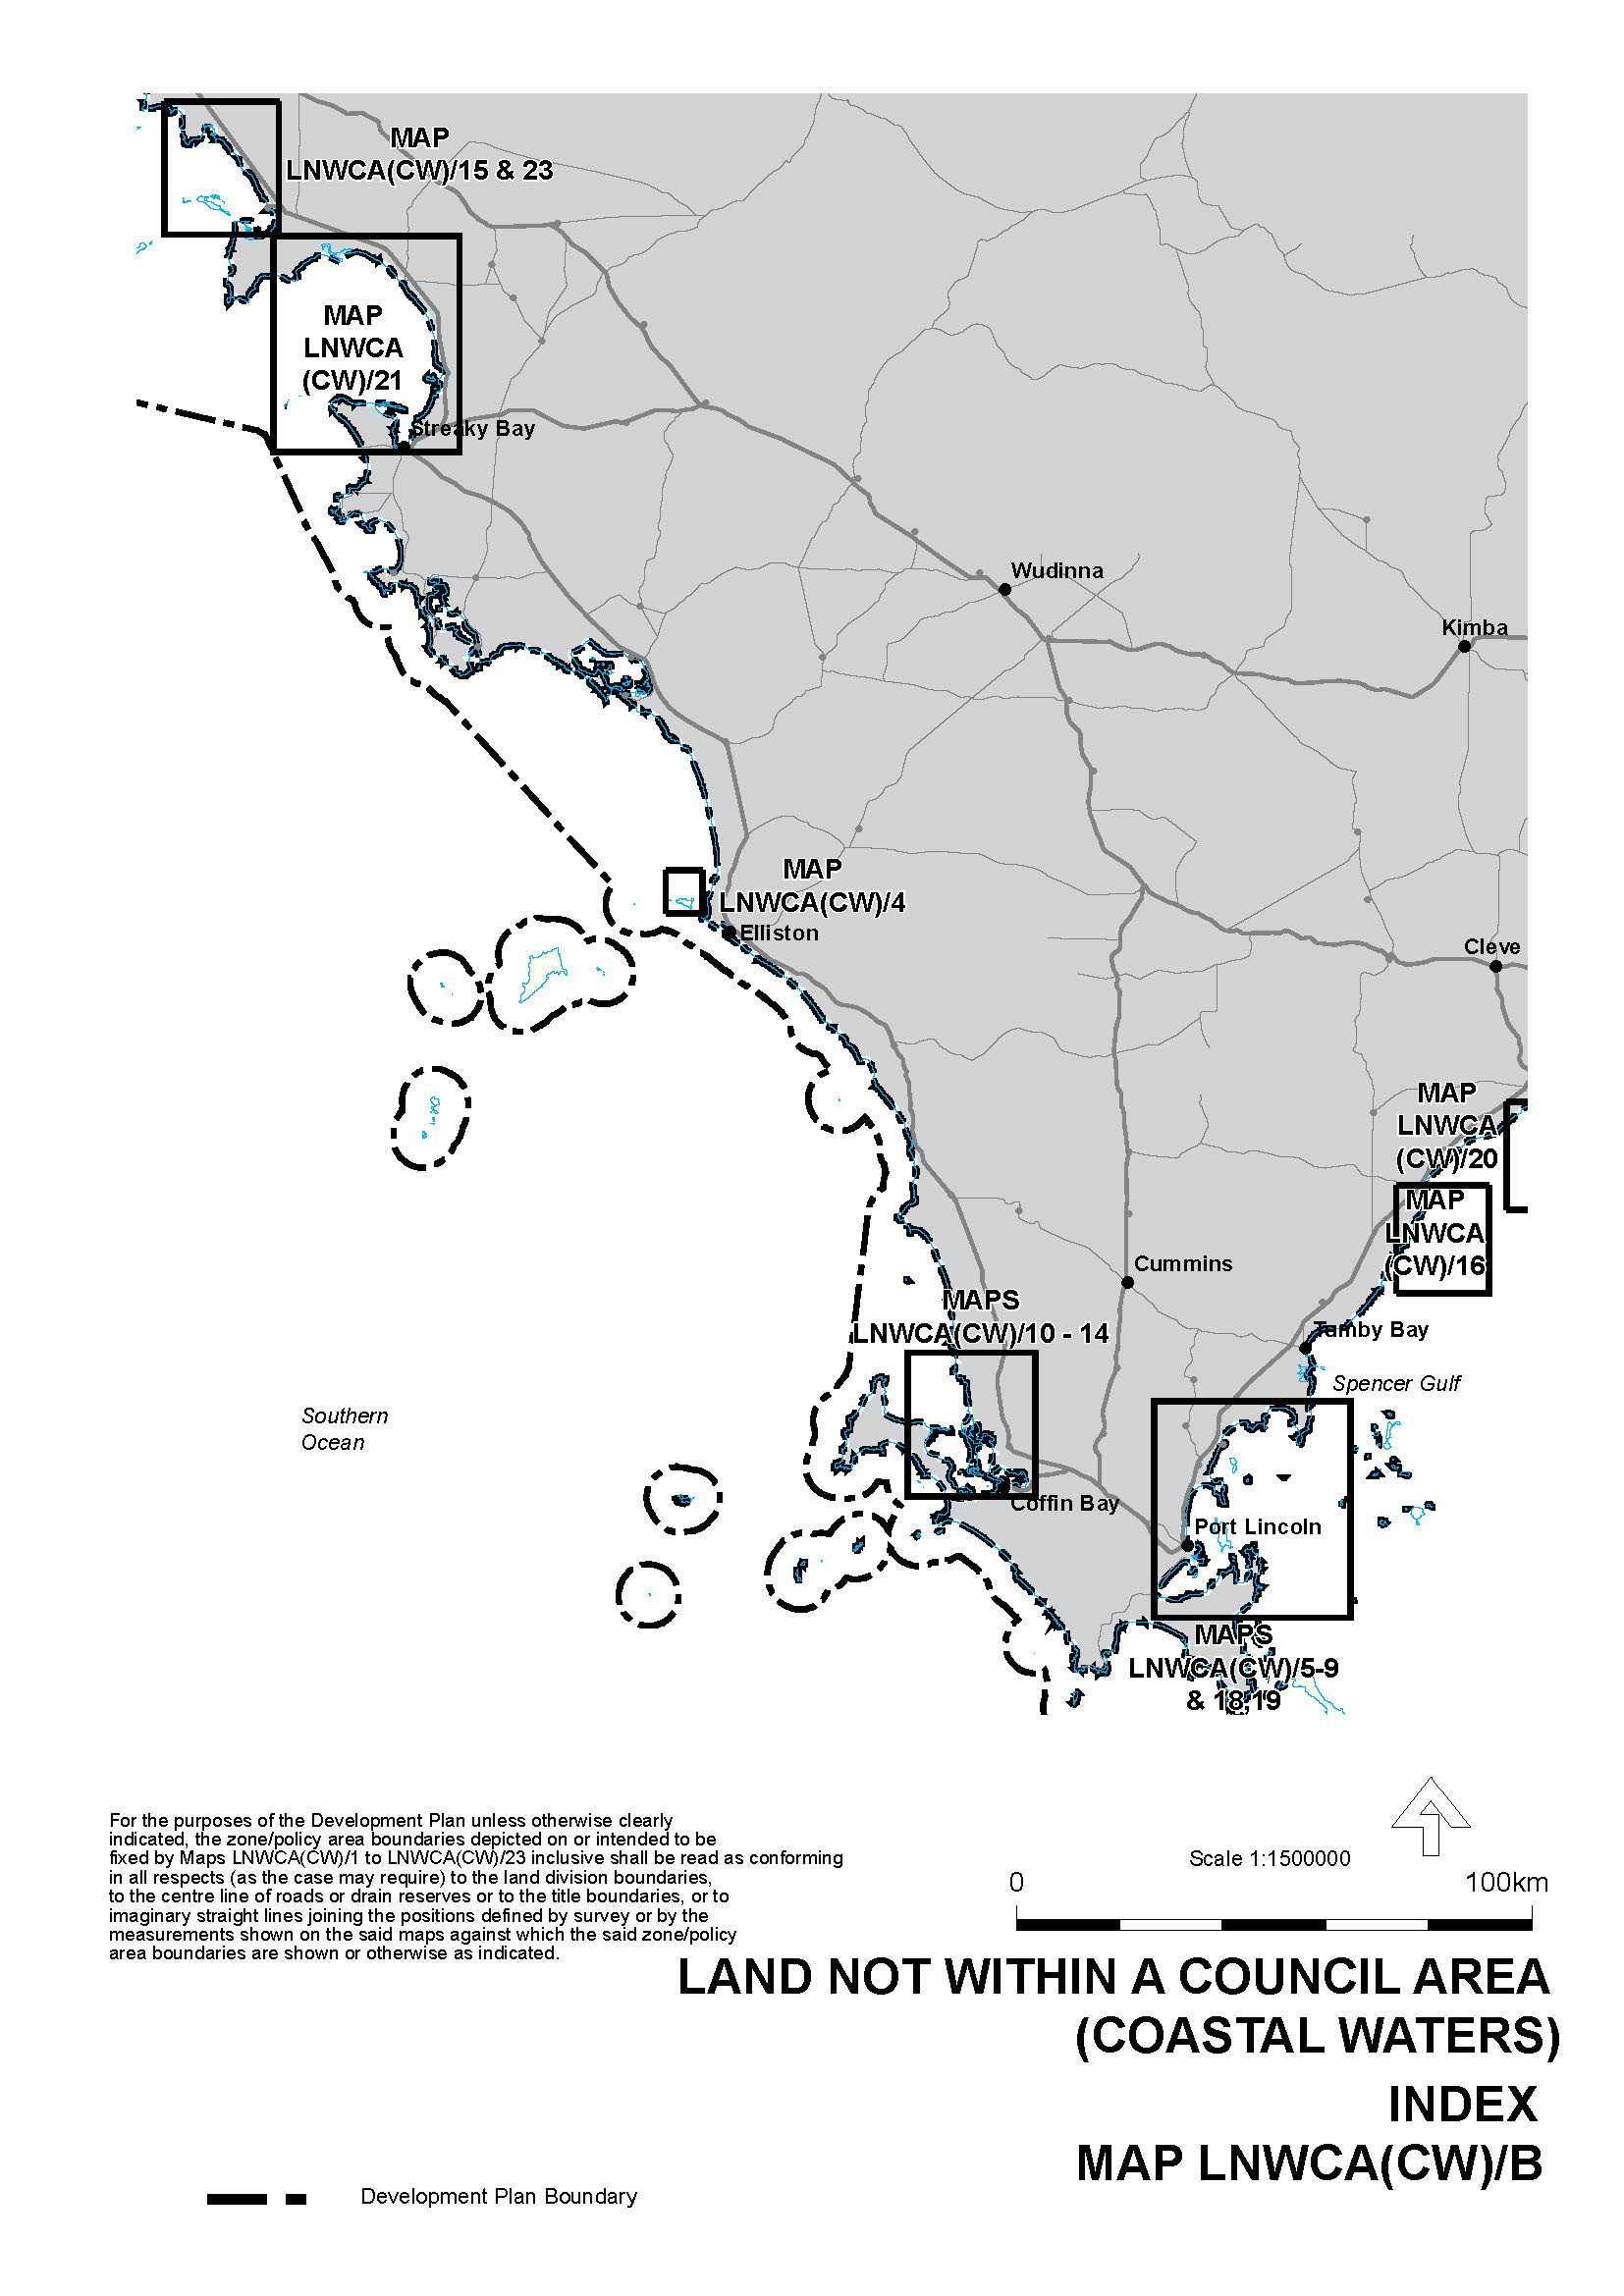 MAP
LNWCA(CW)/15 & 23
MAP
LNWCA
(CW)/21
Streaky Bay
Wudinna
Kimba
MAP
LNWCA(CW)/4
Elliston
Cleve
MAP
LNWCA
(CW)/20
MAP
LNWCA
(CW)/16
Cummins
MAPS
LNWCA(CW)/10 - 14
Tumby Bay
Spencer Gulf
Southern
Ocean
Coffin Bay
Port Lincoln
MAPS
LNWCA(CW)/5-9
& 18,19
For the purposes of the Development Plan unless otherwise clearly
indicated, the zone/policy area boundaries depicted on or intended to be
fixed by Maps LNWCA(CW)/1 to LNWCA(CW)/23 inclusive shall be read as conforming
in all respects (as the case may require) to the land division boundaries,
to the centre line of roads or drain reserves or to the title boundaries, or to
imaginary straight lines joining the positions defined by survey or by the
measurements shown on the said maps against which the said zone/policy
area boundaries are shown or otherwise as indicated.
Scale 1:1500000
0 100km
LAND NOT WITHIN A COUNCIL AREA
(COASTAL WATERS)
INDEX
MAP LNWCA(CW)/B
Development Plan Boundary